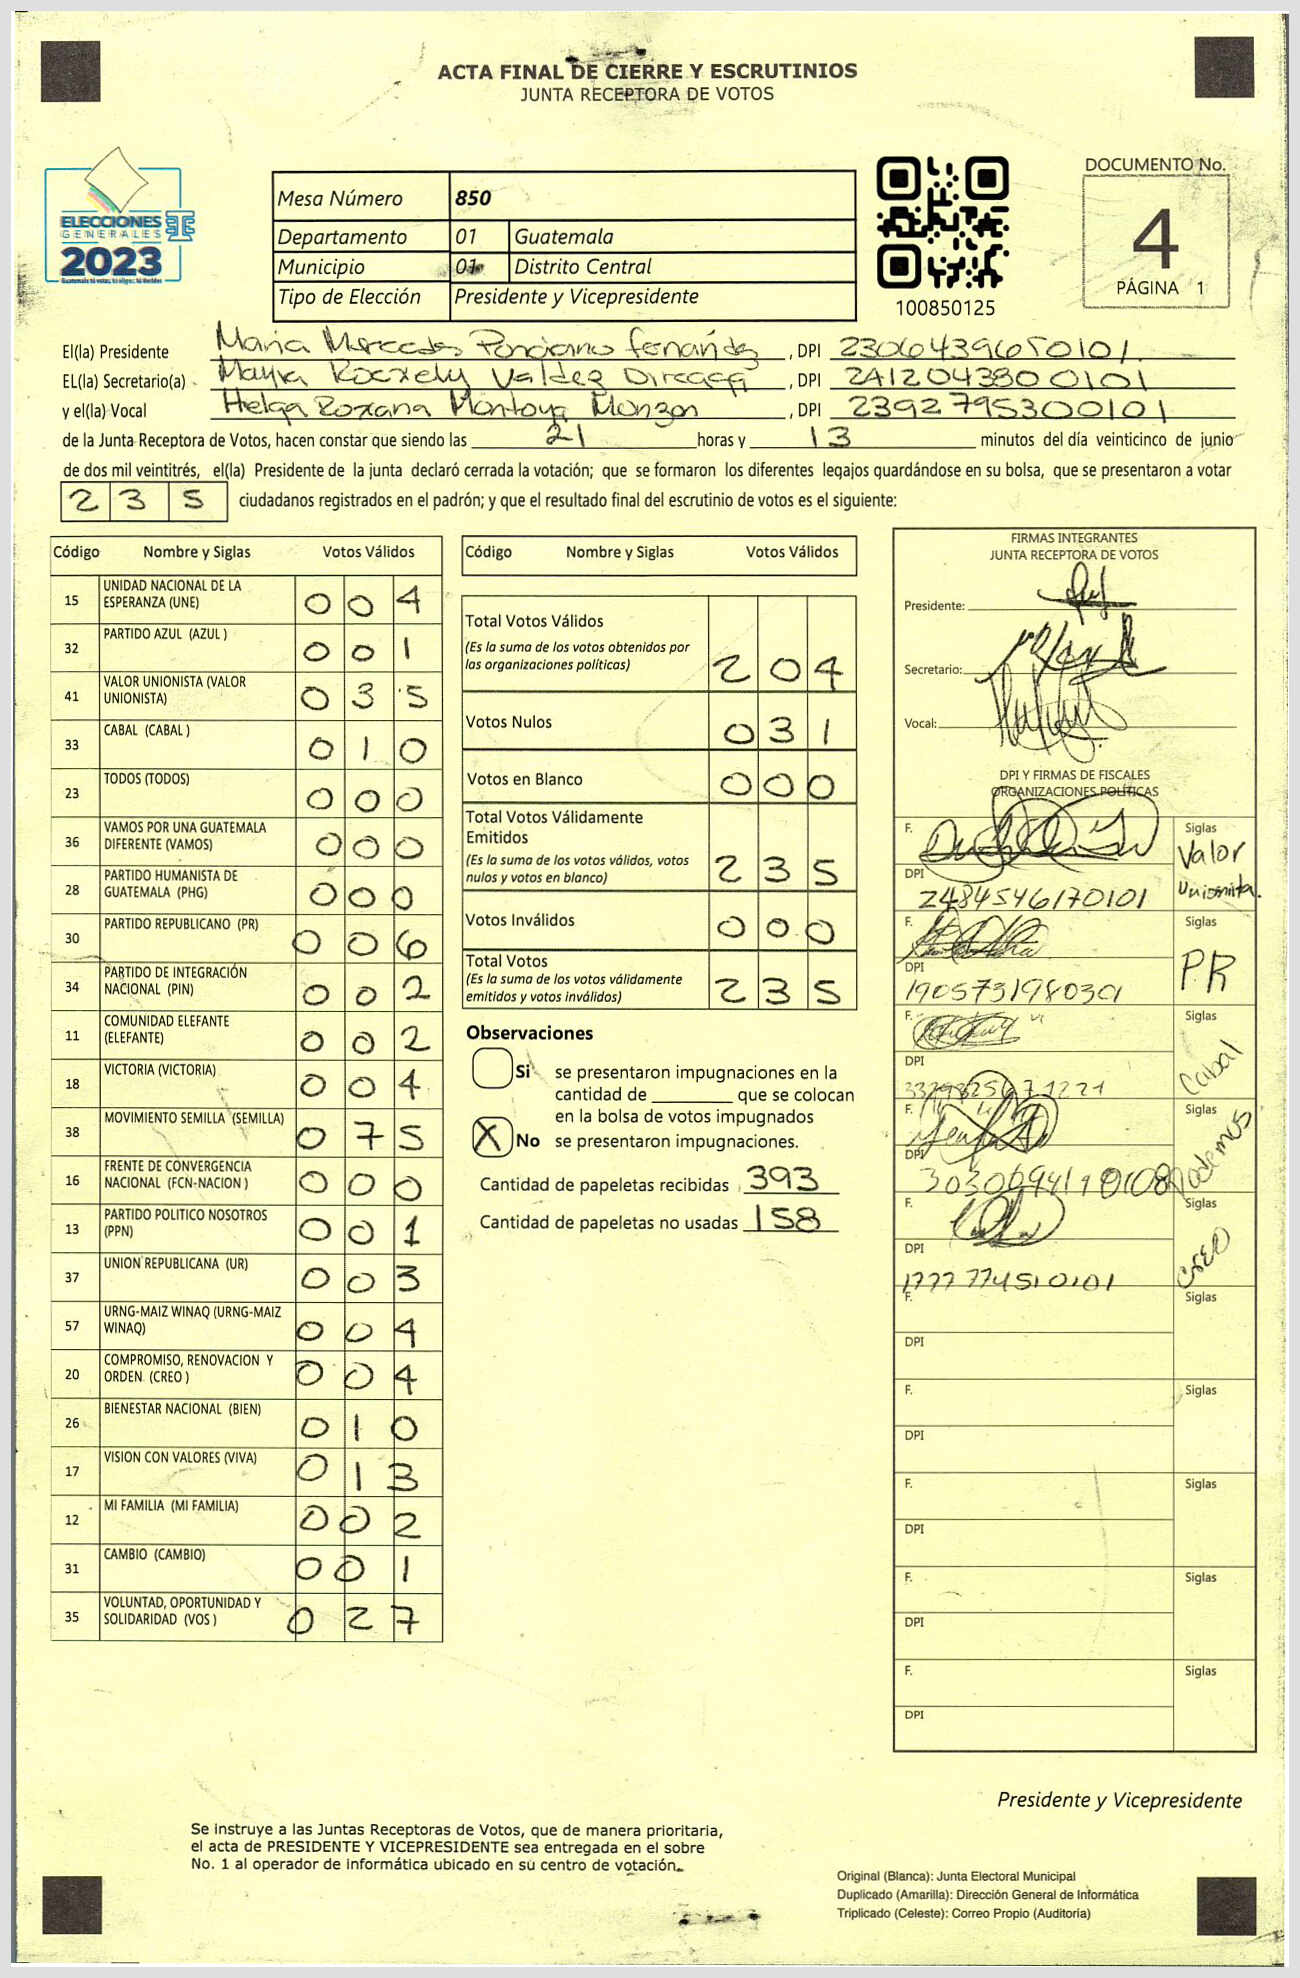 ACTA FINAL DE CIERRE Y ESCRUTINIOS
JUNTA RECEPTORA DE VOTOS
ELECCIONES
GENERALES
2023
Mesa Número 850
Departamento 01 Guatemala
Municipio 01 Distrito Central
Tipo de Elección Presidente y Vicepresidente
100850125
DOCUMENTO No.
4
PÁGINA 1
El(la) Presidente Maria Mercedes Ponciano Fernández , DPI 2306439650101
EL(la) Secretario(a) Mayra Valdez , DPI 2412043800101
y el(la) Vocal Helga Roxana Montoya Monzon , DPI 2392795300101
de la Junta Receptora de Votos, hacen constar que siendo las 21 horas y 13 minutos del día veinticinco de junio
de dos mil veintitrés, el(la) Presidente de la junta declaró cerrada la votación; que se formaron los diferentes legajos guardándose en su bolsa, que se presentaron a votar
235 ciudadanos registrados en el padrón; y que el resultado final del escrutinio de votos es el siguiente:
Código Nombre y Siglas Votos Válidos
15 UNIDAD NACIONAL DE LA ESPERANZA (UNE) 0 0 4
32 PARTIDO AZUL (AZUL ) 0 0 1
41 VALOR UNIONISTA (VALOR UNIONISTA) 0 3 5
33 CABAL (CABAL ) 0 1 0
23 TODOS (TODOS) 0 0 0
36 VAMOS POR UNA GUATEMALA DIFERENTE (VAMOS) 0 0 0
28 PARTIDO HUMANISTA DE GUATEMALA (PHG) 0 0 0
30 PARTIDO REPUBLICANO (PR) 0 0 6
34 PARTIDO DE INTEGRACIÓN NACIONAL (PIN) 0 0 2
11 COMUNIDAD ELEFANTE (ELEFANTE) 0 0 2
18 VICTORIA (VICTORIA) 0 0 4
38 MOVIMIENTO SEMILLA (SEMILLA) 0 7 5
16 FRENTE DE CONVERGENCIA NACIONAL (FCN-NACION ) 0 0 0
13 PARTIDO POLITICO NOSOTROS (PPN) 0 0 1
37 UNION REPUBLICANA (UR) 0 0 3
57 URNG-MAIZ WINAQ (URNG-MAIZ WINAQ) 0 0 4
20 COMPROMISO, RENOVACION Y ORDEN (CREO ) 0 0 4
26 BIENESTAR NACIONAL (BIEN) 0 1 0
17 VISION CON VALORES (VIVA) 0 1 3
12 MI FAMILIA (MI FAMILIA) 0 0 2
31 CAMBIO (CAMBIO) 0 0 1
35 VOLUNTAD, OPORTUNIDAD Y SOLIDARIDAD (VOS ) 0 2 7
Código Nombre y Siglas Votos Válidos
Total Votos Válidos
(Es la suma de los votos obtenidos por las organizaciones políticas) 2 0 4
Votos Nulos 0 3 1
Votos en Blanco 0 0 0
Total Votos Válidamente Emitidos
(Es la suma de los votos válidos, votos nulos y votos en blanco) 2 3 5
Votos Inválidos 0 0 0
Total Votos
(Es la suma de los votos válidamente emitidos y votos inválidos) 2 3 5
Observaciones
Si se presentaron impugnaciones en la
cantidad de ________ que se colocan
en la bolsa de votos impugnados
X No se presentaron impugnaciones.
Cantidad de papeletas recibidas 393
Cantidad de papeletas no usadas 158
FIRMAS INTEGRANTES
JUNTA RECEPTORA DE VOTOS
Presidente:
Secretario:
Vocal:
DPI Y FIRMAS DE FISCALES
ORGANIZACIONES POLÍTICAS
F. Siglas Valor Unionista.
DPI 2484546170101
F. Siglas PR
DPI 1905731980301
F. Siglas Cabal
DPI
F. Siglas Podemos
DPI
F. Siglas CREO
DPI 1777774510101
F. Siglas
DPI
F. Siglas
DPI
F. Siglas
DPI
F. Siglas
DPI
F. Siglas
DPI
Presidente y Vicepresidente
Se instruye a las Juntas Receptoras de Votos, que de manera prioritaria,
el acta de PRESIDENTE Y VICEPRESIDENTE sea entregada en el sobre
No. 1 al operador de informática ubicado en su centro de votación.
Original (Blanca): Junta Electoral Municipal
Duplicado (Amarilla): Dirección General de Informática
Triplicado (Celeste): Correo Propio (Auditoría)